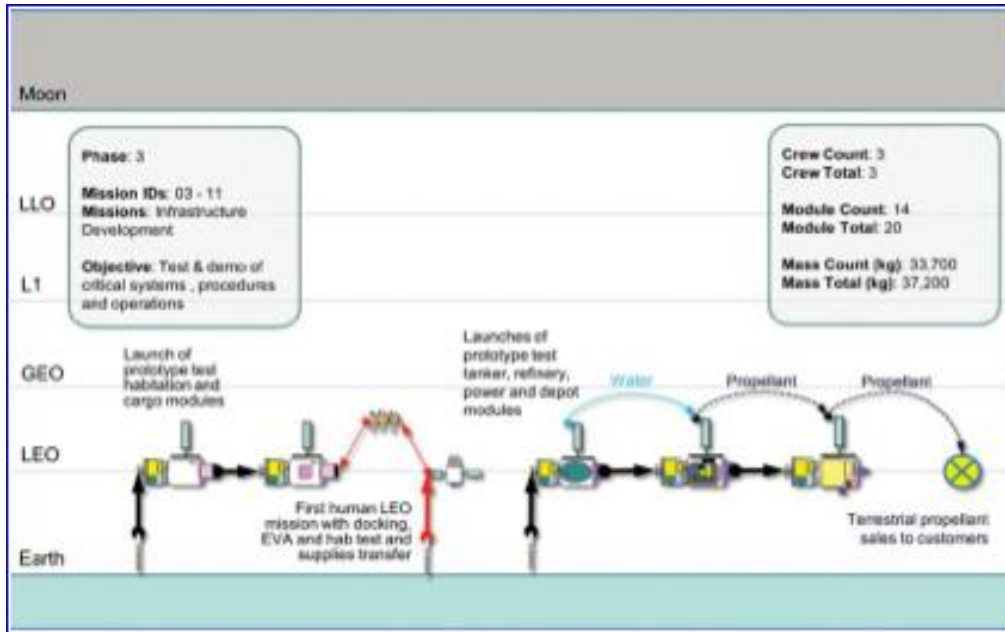 Moon
Phase: 3
Mission IDs: 03 - 11
Missions: Infrastructure
Development
Objective: Test & demo of
critical systems , procedures
and operations
Crew Count: 3
Crew Total: 3
Module Count: 14
Module Total: 20
Mass Count (kg): 33,700
Mass Total (kg): 37,200
LLO
L1
GEO
LEO
Earth
Launch of
prototype test
habitation and
cargo modules
First human LEO
mission with docking,
EVA and hab test and
supplies transfer
Launches of
prototype test
tanker, refinery,
power and depot
modules
Water
Propellant
Propellant
Terrestrial propellant
sales to customers